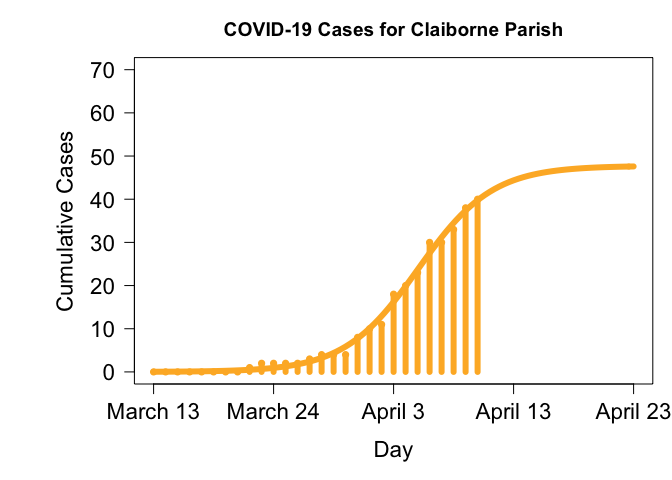 COVID-19 Cases for Claiborne Parish
Cumulative Cases
70
60
50
40
30
20
10
0
March 13 March 24 April 3 April 13 April 23
Day